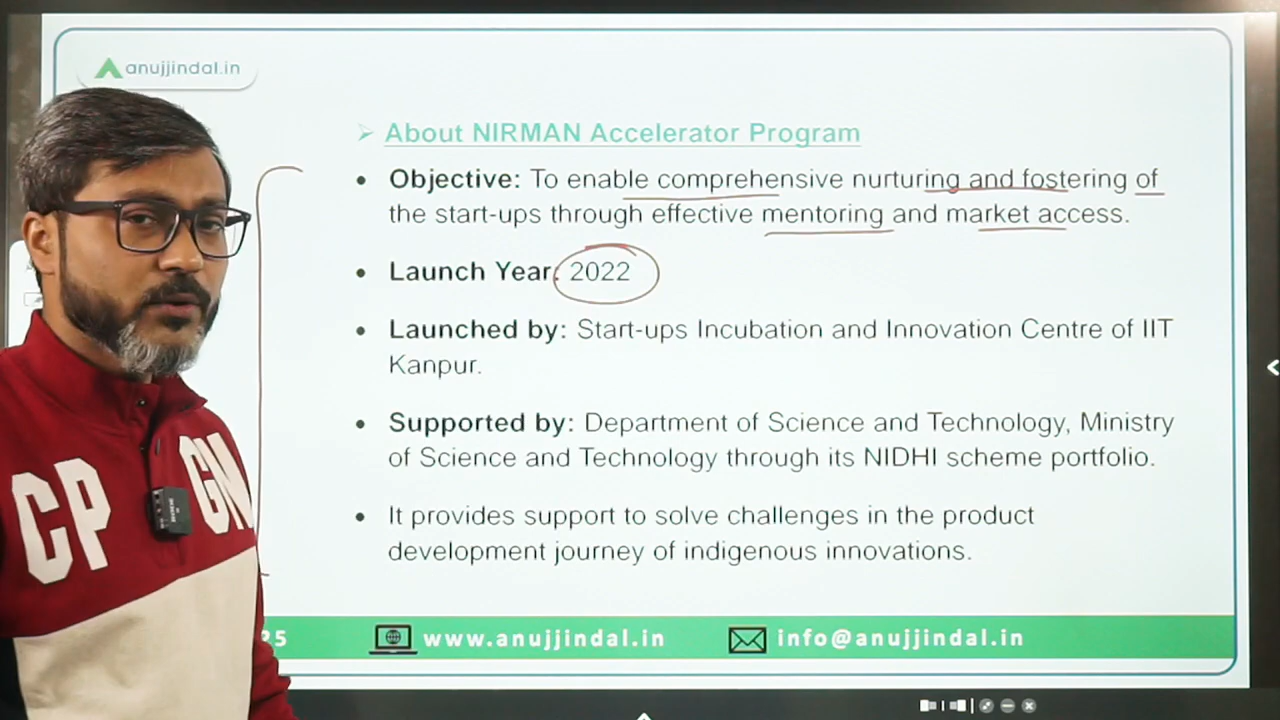 anujjindal.in
About NIRMAN Accelerator Program
Objective: To enable comprehensive nurturing and fostering of
the start-ups through effective mentoring and market access.
Launch Year: 2022
Launched by: Start-ups Incubation and Innovation Centre of IIT
Kanpur.
Supported by: Department of Science and Technology, Ministry
of Science and Technology through its NIDHI scheme portfolio.
It provides support to solve challenges in the product
development journey of indigenous innovations.
www.anujjindal.in
info@anujjindal.in
CP GN